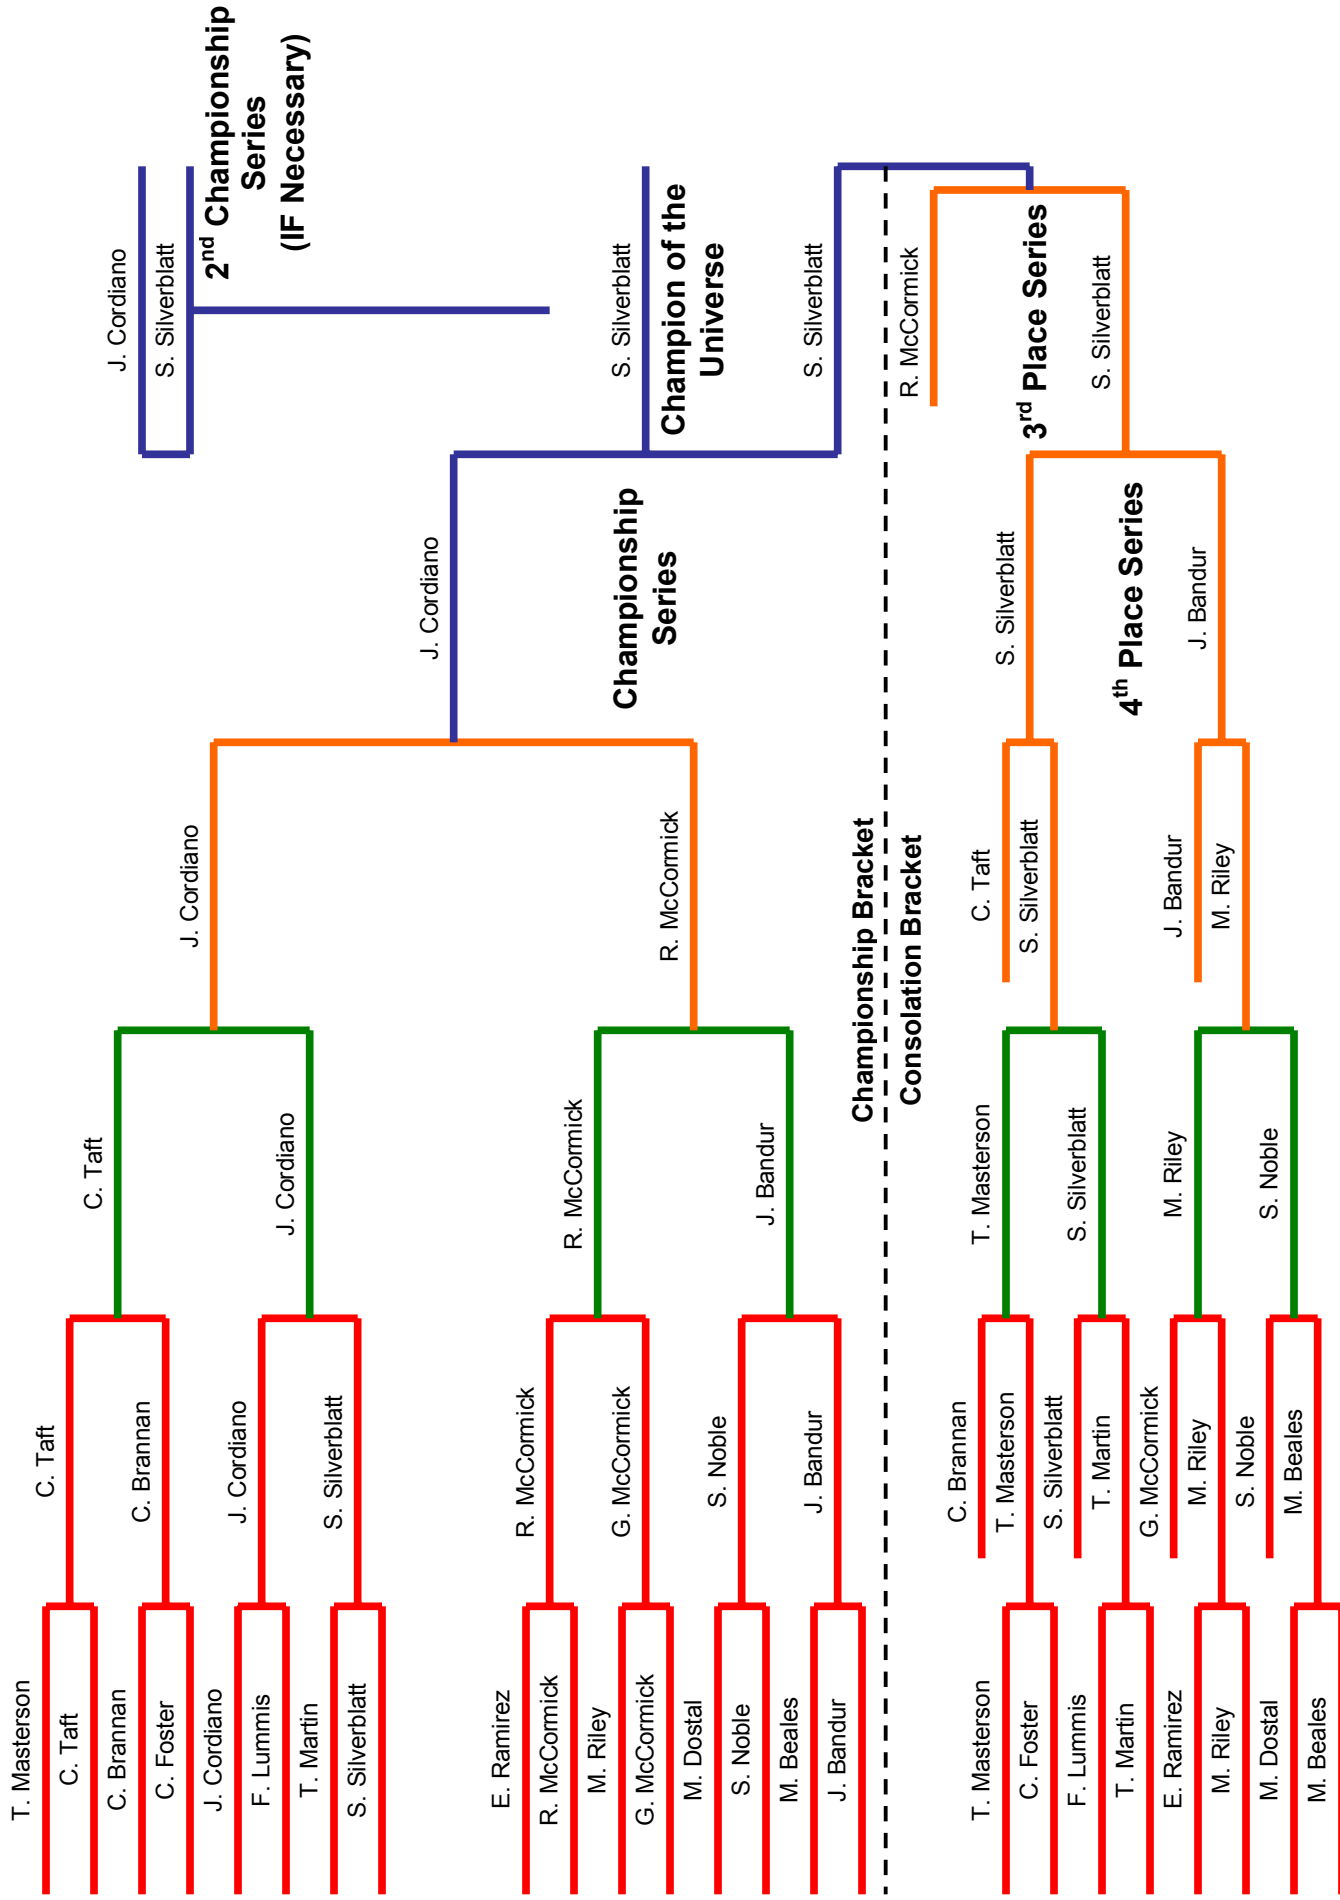 T. Masterson
C. Taft
C. Brannan
C. Foster
J. Cordiano
F. Lummis
T. Martin
S. Silverblatt
E. Ramirez
R. McCormick
M. Riley
G. McCormick
M. Dostal
S. Noble
M. Beales
J. Bandur
C. Taft
C. Brannan
J. Cordiano
S. Silverblatt
R. McCormick
G. McCormick
S. Noble
J. Bandur
C. Taft
J. Cordiano
R. McCormick
J. Bandur
J. Cordiano
R. McCormick
J. Cordiano
Championship
Series
J. Cordiano
S. Silverblatt
2nd Championship
Series
(IF Necessary)
S. Silverblatt
Champion of the
Universe
S. Silverblatt
Championship Bracket
Consolation Bracket
T. Masterson
C. Foster
F. Lummis
T. Martin
E. Ramirez
M. Riley
M. Dostal
M. Beales
C. Brannan
T. Masterson
S. Silverblatt
T. Martin
G. McCormick
M. Riley
S. Noble
M. Beales
T. Masterson
S. Silverblatt
M. Riley
S. Noble
C. Taft
S. Silverblatt
J. Bandur
M. Riley
S. Silverblatt
4th Place Series
J. Bandur
R. McCormick
3rd Place Series
S. Silverblatt